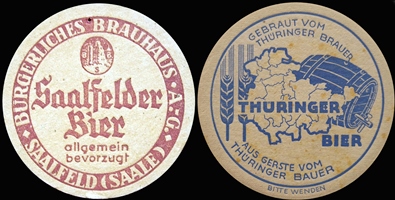 BÜRGERLICHES BRAUHAUS · A·G ·
S
Saalfelder
Bier
allgemein
bevorzugt
SAALFELD (SAALE)
GEBRAUT VOM
THÜRINGER BRAUER
THÜRINGER
BIER
AUS GERSTE VOM
THÜRINGER BAUER
BITTE WENDEN